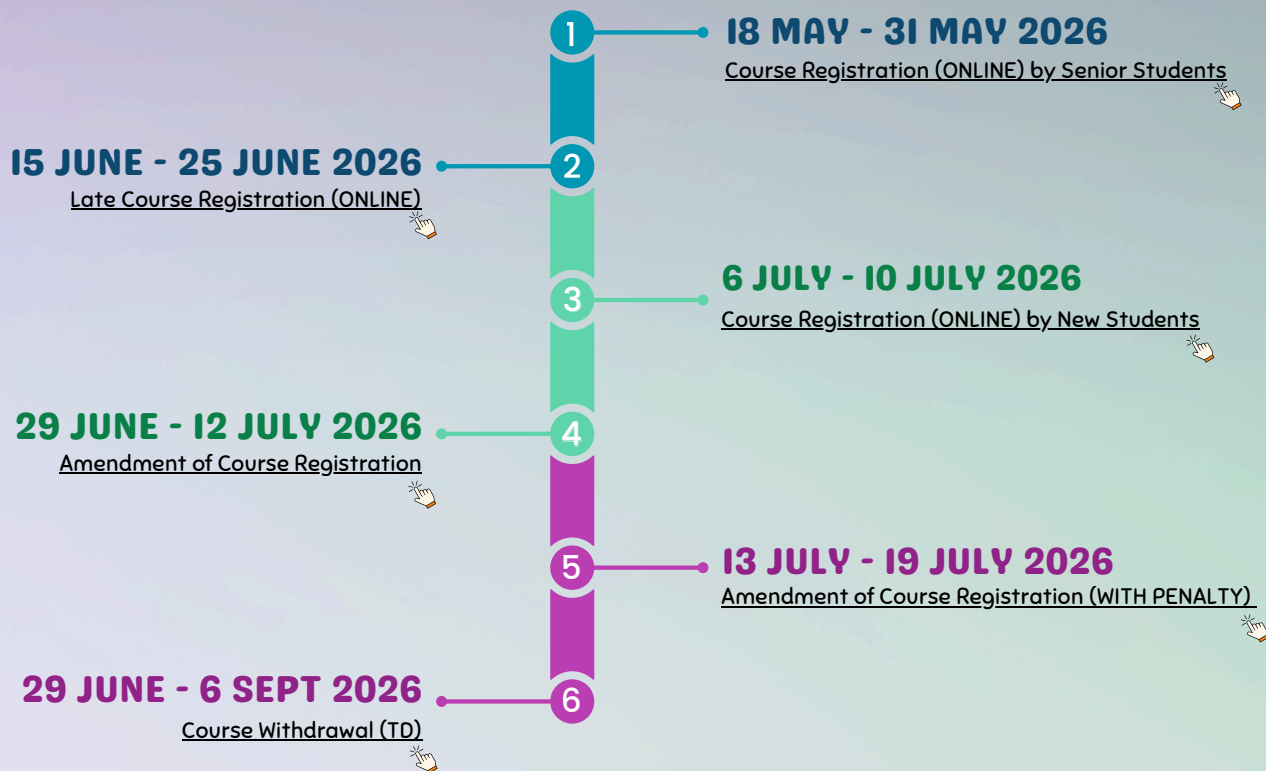 1
18 MAY - 31 MAY 2026
Course Registration (ONLINE) by Senior Students
2
15 JUNE - 25 JUNE 2026
Late Course Registration (ONLINE)
3
6 JULY - 10 JULY 2026
Course Registration (ONLINE) by New Students
4
29 JUNE - 12 JULY 2026
Amendment of Course Registration
5
13 JULY - 19 JULY 2026
Amendment of Course Registration (WITH PENALTY)
6
29 JUNE - 6 SEPT 2026
Course Withdrawal (TD)